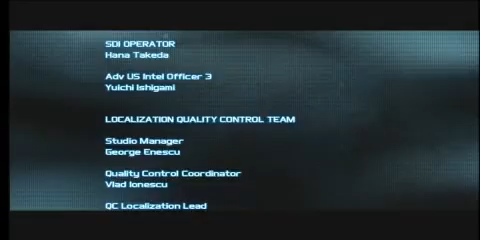 SDI OPERATOR
Hana Takeda
Adv US Intel Officer 3
Yuichi Ishigami
LOCALIZATION QUALITY CONTROL TEAM
Studio Manager
George Enescu
Quality Control Coordinator
Vlad Ionescu
QC Localization Lead